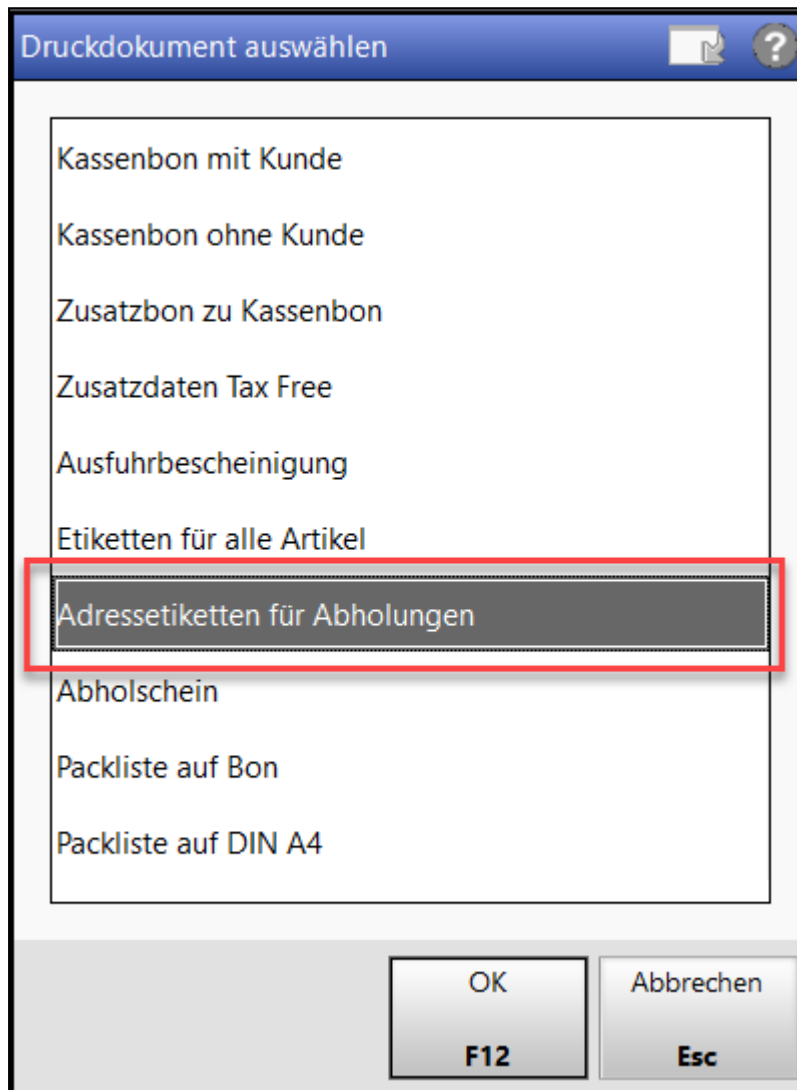 Druckdokument auswählen
?
Kassenbon mit Kunde
Kassenbon ohne Kunde
Zusatzbon zu Kassenbon
Zusatzdaten Tax Free
Ausfuhrbescheinigung
Etiketten für alle Artikel
Adressetiketten für Abholungen
Abholschein
Packliste auf Bon
Packliste auf DIN A4
OK
F12
Abbrechen
Esc